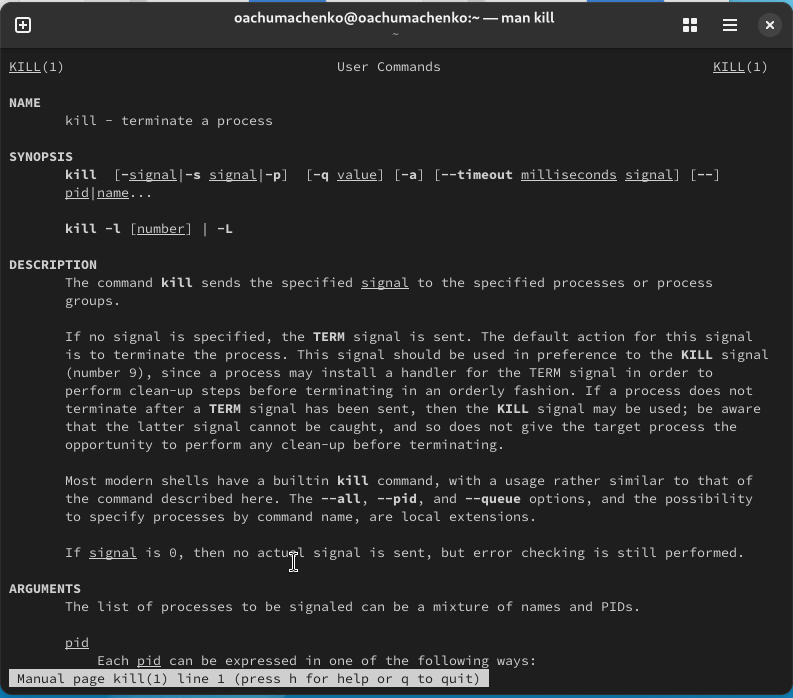 oachumachenko@oachumachenko:~ — man kill
~
KILL(1) User Commands KILL(1)
NAME
kill - terminate a process
SYNOPSIS
kill [-signal|-s signal|-p] [-q value] [-a] [--timeout milliseconds signal] [--]
pid|name...
kill -l [number] | -L
DESCRIPTION
The command kill sends the specified signal to the specified processes or process
groups.
If no signal is specified, the TERM signal is sent. The default action for this signal
is to terminate the process. This signal should be used in preference to the KILL signal
(number 9), since a process may install a handler for the TERM signal in order to
perform clean-up steps before terminating in an orderly fashion. If a process does not
terminate after a TERM signal has been sent, then the KILL signal may be used; be aware
that the latter signal cannot be caught, and so does not give the target process the
opportunity to perform any clean-up before terminating.
Most modern shells have a builtin kill command, with a usage rather similar to that of
the command described here. The --all, --pid, and --queue options, and the possibility
to specify processes by command name, are local extensions.
If signal is 0, then no actual signal is sent, but error checking is still performed.
ARGUMENTS
The list of processes to be signaled can be a mixture of names and PIDs.
pid
Each pid can be expressed in one of the following ways:
Manual page kill(1) line 1 (press h for help or q to quit)